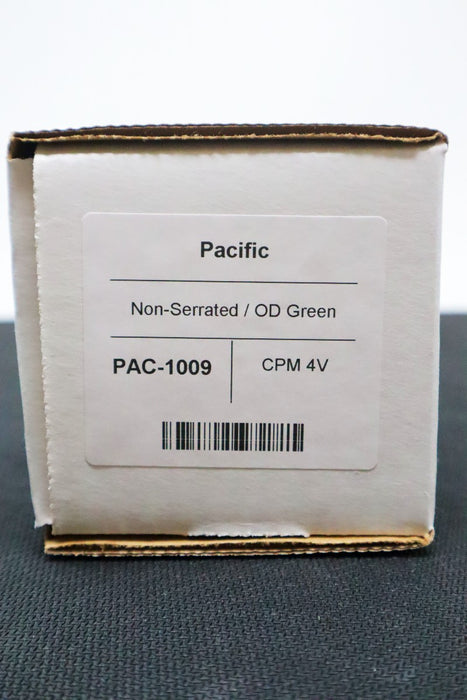 Pacific
Non-Serrated / OD Green
PAC-1009
CPM 4V